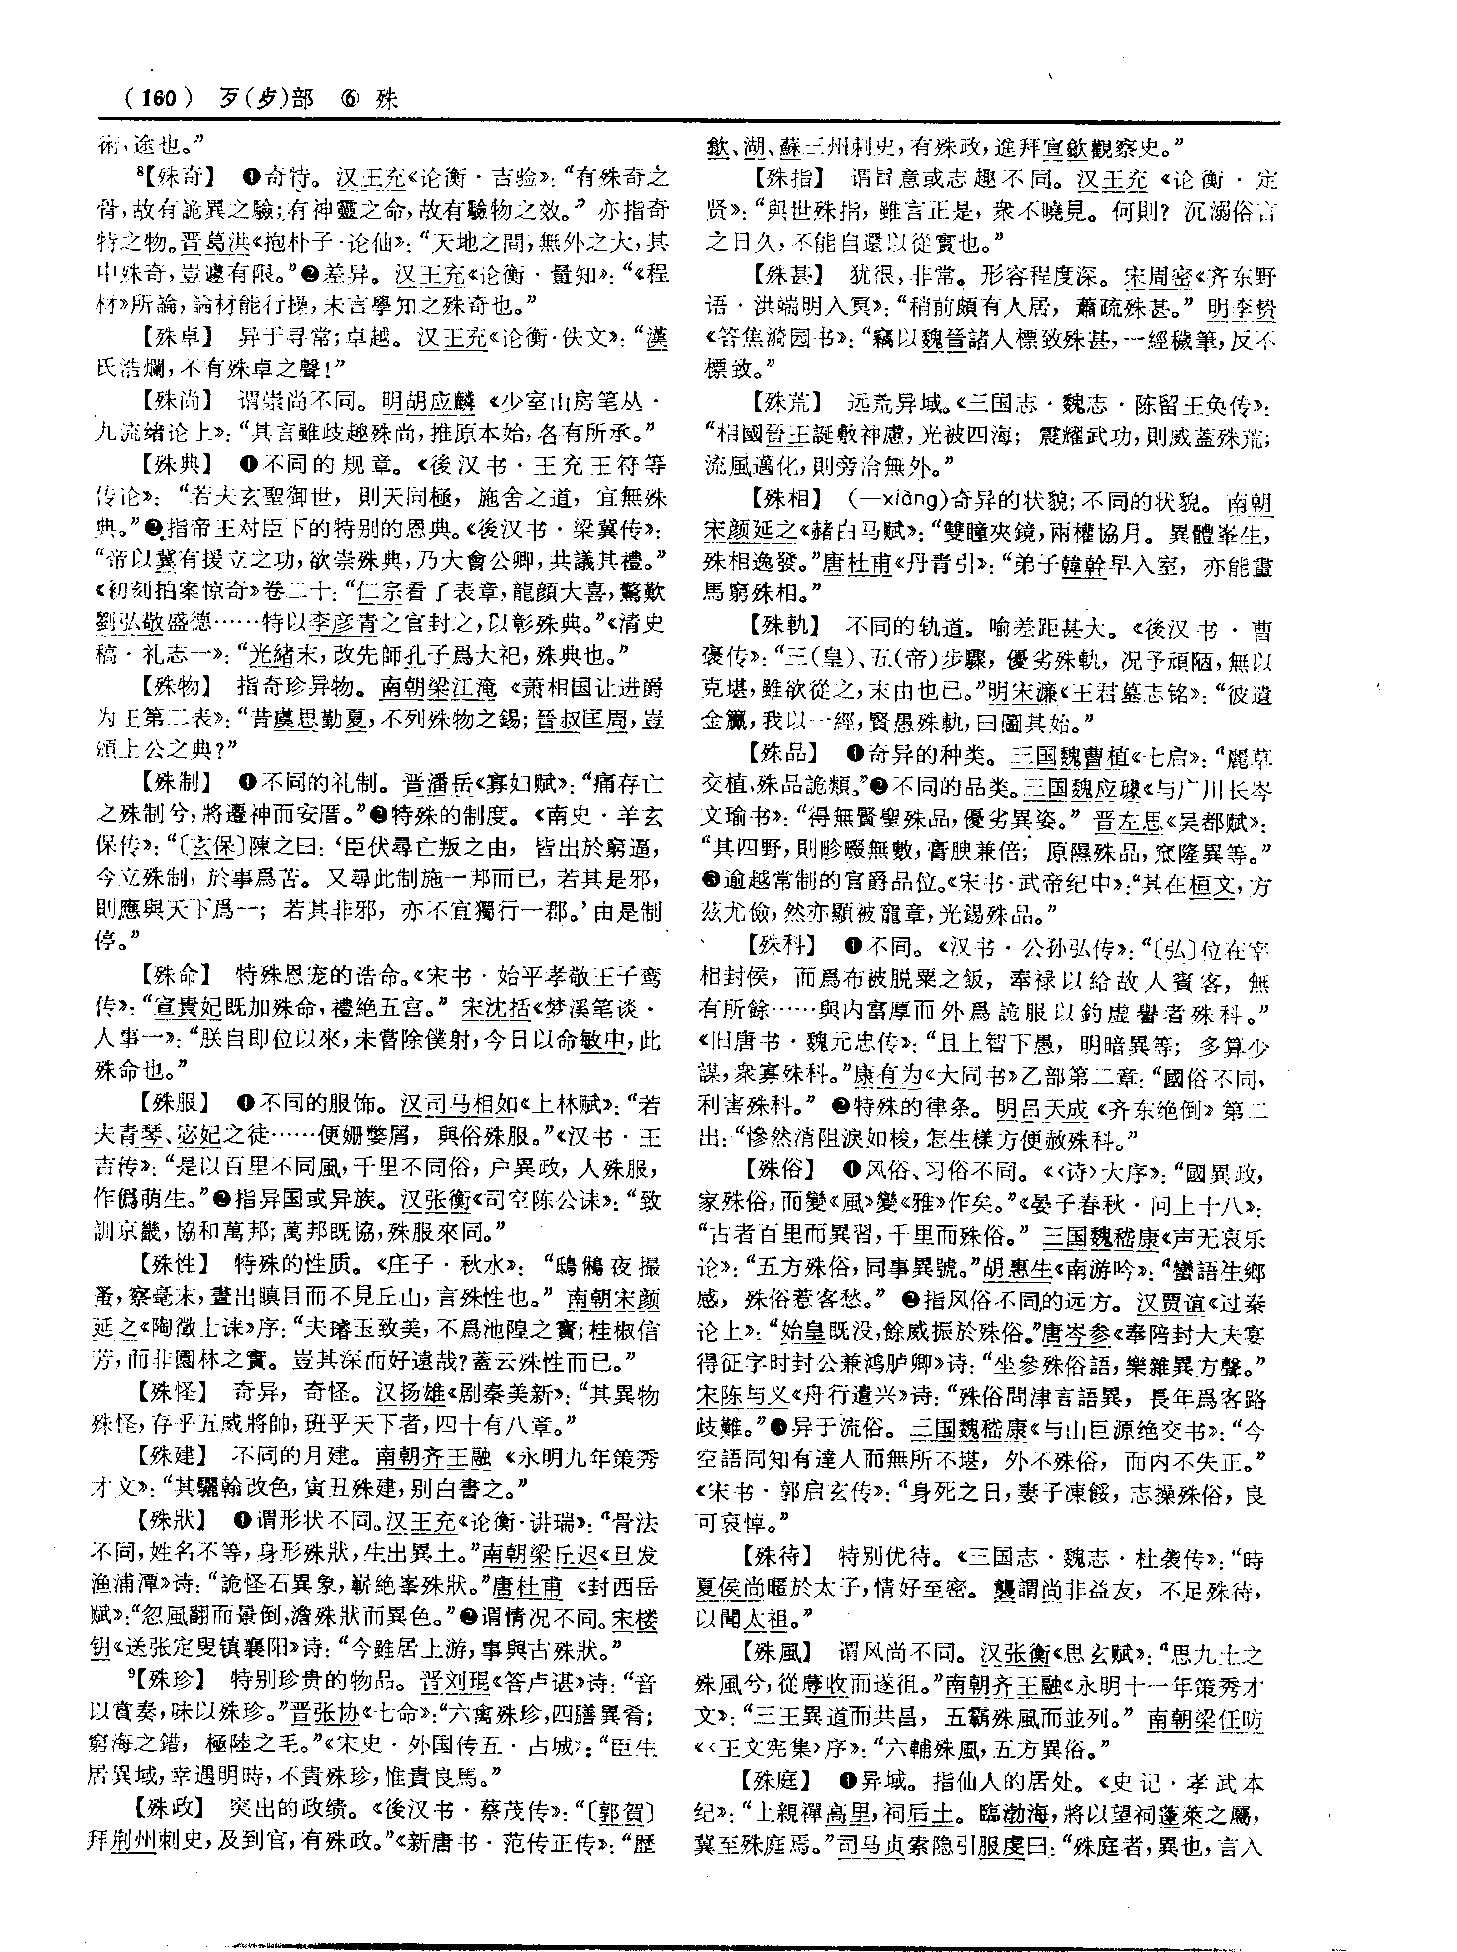 （160） 歹(歺)部 ⑥ 殊
術、途也。”
⁸【殊奇】 ❶奇特。汉王充《论衡·吉验》：“有殊奇之
骨，故有詭異之驗；有神靈之命，故有驗物之效。”亦指奇
特之物。晋葛洪《抱朴子·论仙》：“天地之間，無外之大，其
中殊奇，豈遽有限。”❷差异。汉王充《论衡·量知》：“《程
材》所論，論材能行操，未言學知之殊奇也。”
【殊卓】 异于寻常；卓越。汉王充《论衡·佚文》：“漢
氏浩爛，不有殊卓之聲！”
【殊尚】 谓崇尚不同。明胡应麟《少室山房笔丛·
九流绪论上》：“其言雖歧趣殊尚，推原本始，各有所承。”
【殊典】 ❶不同的规章。《後汉书·王充王符等
传论》：“若夫玄聖御世，則天同極，施舍之道，宜無殊
典。”❷指帝王对臣下的特别的恩典。《後汉书·梁冀传》：
“帝以冀有援立之功，欲崇殊典，乃大會公卿，共議其禮。”
《初刻拍案惊奇》卷二十：“仁宗看了表章，龍顔大喜，驚歎
劉弘敬盛德……特以李彦青之官封之，以彰殊典。”《清史
稿·礼志一》：“光緒末，改先師孔子爲大祀，殊典也。”
【殊物】 指奇珍异物。南朝梁江淹《萧相国让进爵
为王第二表》：“昔虞思勤夏，不列殊物之錫；晉叔匡周，豈
頒上公之典？”
【殊制】 ❶不同的礼制。晋潘岳《寡妇赋》：“痛存亡
之殊制兮，將遷神而安厝。”❷特殊的制度。《南史·羊玄
保传》：“〔玄保〕陳之曰：‘臣伏尋亡叛之由，皆出於窮逼，
今立殊制，於事爲苦。又尋此制施一邦而已，若其是邪，
則應與天下爲一；若其非邪，亦不宜獨行一郡。’由是制
停。”
【殊命】 特殊恩宠的诰命。《宋书·始平孝敬王子鸾
传》：“宣貴妃既加殊命，禮絶五宫。”宋沈括《梦溪笔谈·
人事一》：“朕自即位以來，未嘗除僕射，今日以命敏中，此
殊命也。”
【殊服】 ❶不同的服饰。汉司马相如《上林赋》：“若
夫青琴、宓妃之徒……便姗嫳屑，與俗殊服。”《汉书·王
吉传》：“是以百里不同風，千里不同俗，户異政，人殊服，
作僞萌生。”❷指异国或异族。汉张衡《司空陈公诔》：“致
訓京畿，協和萬邦；萬邦既協，殊服來同。”
【殊性】 特殊的性质。《庄子·秋水》：“鴟鵂夜撮
蚤，察毫末，晝出瞋目而不見丘山，言殊性也。”南朝宋颜
延之《陶徵士诔》序：“夫璿玉致美，不爲池隍之寶；桂椒信
芳，而非園林之實。豈其深而好遠哉？蓋云殊性而已。”
【殊怪】 奇异，奇怪。汉扬雄《剧秦美新》：“其異物
殊怪，存乎五威將帥，班乎天下者，四十有八章。”
【殊建】 不同的月建。南朝齐王融《永明九年策秀
才文》：“其驪翰改色，寅丑殊建，别白書之。”
【殊狀】 ❶谓形状不同。汉王充《论衡·讲瑞》：“骨法
不同，姓名不等，身形殊狀，生出異土。”南朝梁丘迟《旦发
渔浦潭》诗：“詭怪石異象，嶄絶峯殊狀。”唐杜甫《封西岳
赋》：“忽風翻而景倒，澹殊狀而異色。”❷谓情况不同。宋楼
钥《送张定叟镇襄阳》诗：“今雖居上游，事與古殊狀。”
⁹【殊珍】 特别珍贵的物品。晋刘琨《答卢谌》诗：“音
以賞奏，味以殊珍。”晋张协《七命》：“六禽殊珍，四膳異肴；
窮海之錯，極陸之毛。”《宋史·外国传五·占城》：“臣生
居異域，幸遇明時，不貴殊珍，惟貴良馬。”
【殊政】 突出的政绩。《後汉书·蔡茂传》：“〔郭賀〕
拜荆州刺史，及到官，有殊政。”《新唐书·范传正传》：“歷
歙、湖、蘇三州刺史，有殊政，進拜宣歙觀察史。”
【殊指】 谓旨意或志趣不同。汉王充《论衡·定
贤》：“與世殊指，雖言正是，衆不曉見。何則？沉溺俗言
之日久，不能自還以從實也。”
【殊甚】 犹很，非常。形容程度深。宋周密《齐东野
语·洪端明入冥》：“稍前頗有人居，蕭疏殊甚。”明李贽
《答焦漪园书》：“竊以魏晉諸人標致殊甚，一經穢筆，反不
標致。”
【殊荒】 远荒异域。《三国志·魏志·陈留王奂传》：
“相國晉王誕敷神慮，光被四海；震耀武功，則威蓋殊荒；
流風邁化，則旁洽無外。”
【殊相】 （—xiàng）奇异的状貌；不同的状貌。南朝
宋颜延之《赭白马赋》：“雙瞳夾鏡，兩權協月。異體峯生，
殊相逸發。”唐杜甫《丹青引》：“弟子韓幹早入室，亦能畫
馬窮殊相。”
【殊軌】 不同的轨道。喻差距甚大。《後汉书·曹
褒传》：“三（皇）、五（帝）步驟，優劣殊軌，况予頑陋，無以
克堪，雖欲從之，末由也已。”明宋濂《王君墓志铭》：“彼遺
金籯，我以一經，賢愚殊軌，曰圖其始。”
【殊品】 ❶奇异的种类。三国魏曹植《七启》：“麗草
交植，殊品詭類。”❷不同的品类。三国魏应璩《与广川长岑
文瑜书》：“得無賢聖殊品，優劣異姿。”晋左思《吴都赋》：
“其四野，則畛畷無數，膏腴兼倍；原隰殊品，窊隆異等。”
❸逾越常制的官爵品位。《宋书·武帝纪中》：“其在桓文，方
茲尤儉，然亦顯被寵章，光錫殊品。”
【殊科】 ❶不同。《汉书·公孙弘传》：“〔弘〕位在宰
相封侯，而爲布被脱粟之飯，奉禄以給故人賓客，無
有所餘……與内富厚而外爲詭服以釣虚譽者殊科。”
《旧唐书·魏元忠传》：“且上智下愚，明暗異等；多算少
謀，衆寡殊科。”康有为《大同书》乙部第二章：“國俗不同，
利害殊科。”❷特殊的律条。明吕天成《齐东绝倒》第二
出：“慘然消阻淚如梭，怎生樣方便赦殊科。”
【殊俗】 ❶风俗、习俗不同。《〈诗〉大序》：“國異政，
家殊俗，而變《風》變《雅》作矣。”《晏子春秋·问上十八》：
“古者百里而異習，千里而殊俗。”三国魏嵇康《声无哀乐
论》：“五方殊俗，同事異號。”胡惠生《南游吟》：“蠻語生鄉
感，殊俗惹客愁。”❷指风俗不同的远方。汉贾谊《过秦
论上》：“始皇既没，餘威振於殊俗。”唐岑参《奉陪封大夫宴
得征字时封公兼鸿胪卿》诗：“坐參殊俗語，樂雜異方聲。”
宋陈与义《舟行遣兴》诗：“殊俗問津言語異，長年爲客路
歧難。”❸异于流俗。三国魏嵇康《与山巨源绝交书》：“今
空語同知有達人而無所不堪，外不殊俗，而内不失正。”
《宋书·郭启玄传》：“身死之日，妻子凍餒，志操殊俗，良
可哀悼。”
【殊待】 特别优待。《三国志·魏志·杜袭传》：“時
夏侯尚暱於太子，情好至密。襲謂尚非益友，不足殊待，
以聞太祖。”
【殊風】 谓风尚不同。汉张衡《思玄赋》：“思九土之
殊風兮，從蓐收而遂徂。”南朝齐王融《永明十一年策秀才
文》：“三王異道而共昌，五霸殊風而並列。”南朝梁任昉
《〈王文宪集〉序》：“六輔殊風，五方異俗。”
【殊庭】 ❶异域。指仙人的居处。《史记·孝武本
纪》：“上親禪高里，祠后土。臨渤海，將以望祠蓬萊之屬，
冀至殊庭焉。”司马贞索隐引服虔曰：“殊庭者，異也，言入